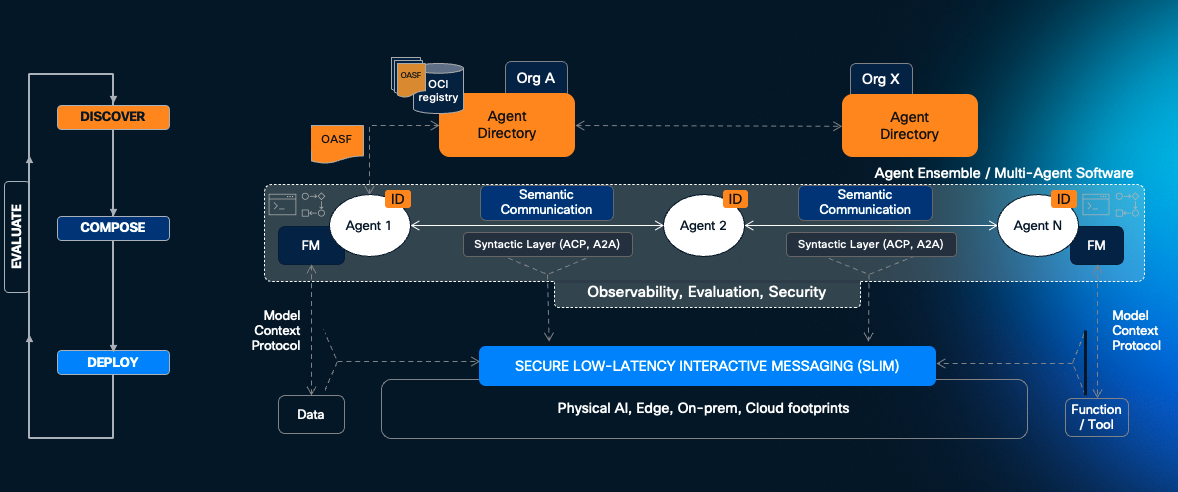 EVALUATE
DISCOVER
COMPOSE
DEPLOY
OASF
OCI
registry
Org A
Agent
Directory
Org X
Agent
Directory
OASF
Agent Ensemble / Multi-Agent Software
ID
Agent 1
FM
Semantic
Communication
Syntactic Layer (ACP, A2A)
ID
Agent 2
Semantic
Communication
Syntactic Layer (ACP, A2A)
ID
Agent N
FM
Observability, Evaluation, Security
Model
Context
Protocol
Model
Context
Protocol
SECURE LOW-LATENCY INTERACTIVE MESSAGING (SLIM)
Physical AI, Edge, On-prem, Cloud footprints
Data
Function
/ Tool